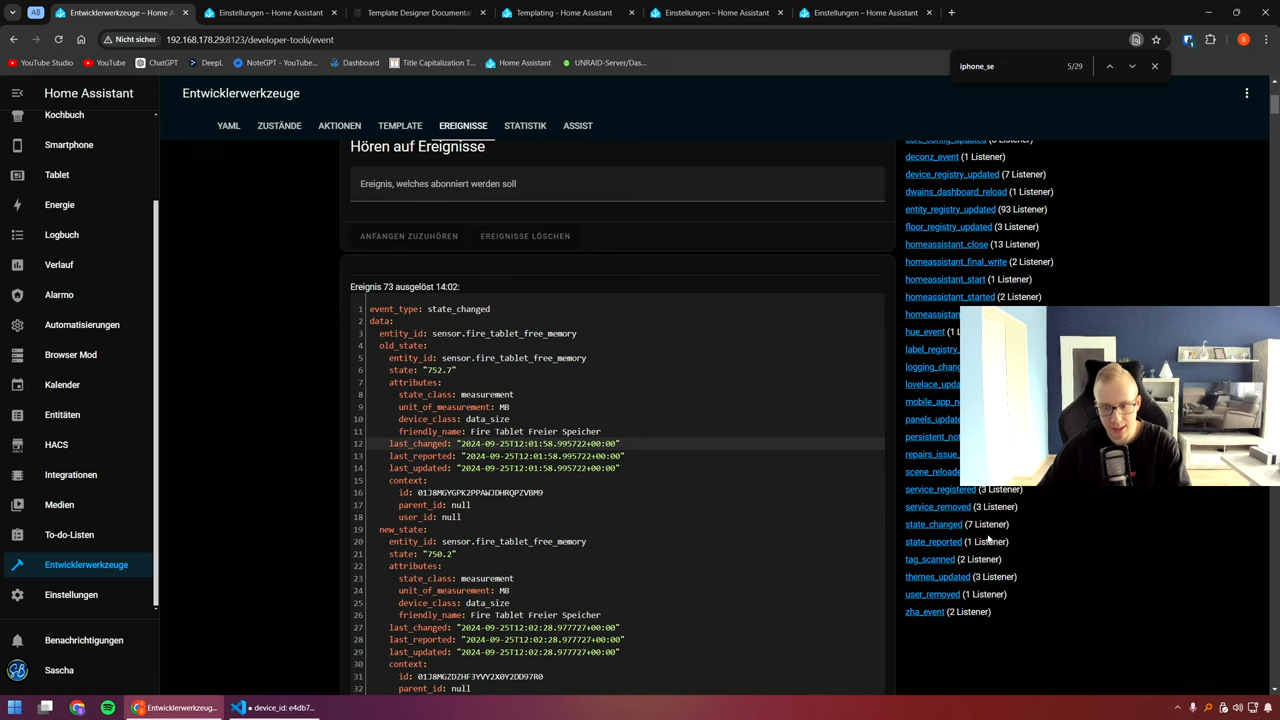 AB
Entwicklerwerkzeuge – Home A
Einstellungen – Home Assistant
Template Designer Documenta
Templating - Home Assistant
Einstellungen – Home Assistant
Einstellungen – Home Assistant
Nicht sicher
192.168.178.29:8123/developer-tools/event
YouTube Studio
YouTube
ChatGPT
DeepL
NoteGPT - YouTube...
Dashboard
Title Capitalization T...
Home Assistant
UNRAID-Server/Das...
iphone_se
5/29
Home Assistant
Kochbuch
Smartphone
Tablet
Energie
Logbuch
Verlauf
Alarmo
Automatisierungen
Browser Mod
Kalender
Entitäten
HACS
Integrationen
Medien
To-do-Listen
Entwicklerwerkzeuge
Einstellungen
Benachrichtigungen
SB
Sascha
Entwicklerwerkzeuge
YAML
ZUSTÄNDE
AKTIONEN
TEMPLATE
EREIGNISSE
STATISTIK
ASSIST
Hören auf Ereignisse
Ereignis, welches abonniert werden soll
ANFANGEN ZUZUHÖREN
EREIGNISSE LÖSCHEN
Ereignis 73 ausgelöst 14:02:
1 event_type: state_changed
2 data:
3 entity_id: sensor.fire_tablet_free_memory
4 old_state:
5 entity_id: sensor.fire_tablet_free_memory
6 state: "752.7"
7 attributes:
8 state_class: measurement
9 unit_of_measurement: MB
10 device_class: data_size
11 friendly_name: Fire Tablet Freier Speicher
12 last_changed: "2024-09-25T12:01:58.995722+00:00"
13 last_reported: "2024-09-25T12:01:58.995722+00:00"
14 last_updated: "2024-09-25T12:01:58.995722+00:00"
15 context:
16 id: 01J8MGYGPK2PPAWJDHRQPZVBM9
17 parent_id: null
18 user_id: null
19 new_state:
20 entity_id: sensor.fire_tablet_free_memory
21 state: "750.2"
22 attributes:
23 state_class: measurement
24 unit_of_measurement: MB
25 device_class: data_size
26 friendly_name: Fire Tablet Freier Speicher
27 last_changed: "2024-09-25T12:02:28.977727+00:00"
28 last_reported: "2024-09-25T12:02:28.977727+00:00"
29 last_updated: "2024-09-25T12:02:28.977727+00:00"
30 context:
31 id: 01J8MGZDZHF3YVY2X0Y2DD97R0
32 parent_id: null
deconz_event (1 Listener)
device_registry_updated (7 Listener)
dwains_dashboard_reload (1 Listener)
entity_registry_updated (93 Listener)
floor_registry_updated (3 Listener)
homeassistant_close (13 Listener)
homeassistant_final_write (2 Listener)
homeassistant_start (1 Listener)
homeassistant_started (2 Listener)
homeassistan
hue_event (1 L
label_registry_
logging_chang
lovelace_upda
mobile_app_n
panels_update
persistent_not
repairs_issue_
scene_reloade
service_registered (3 Listener)
service_removed (3 Listener)
state_changed (7 Listener)
state_reported (1 Listener)
tag_scanned (2 Listener)
themes_updated (3 Listener)
user_removed (1 Listener)
zha_event (2 Listener)
Entwicklerwerkzeug...
● device_id: e4db7...